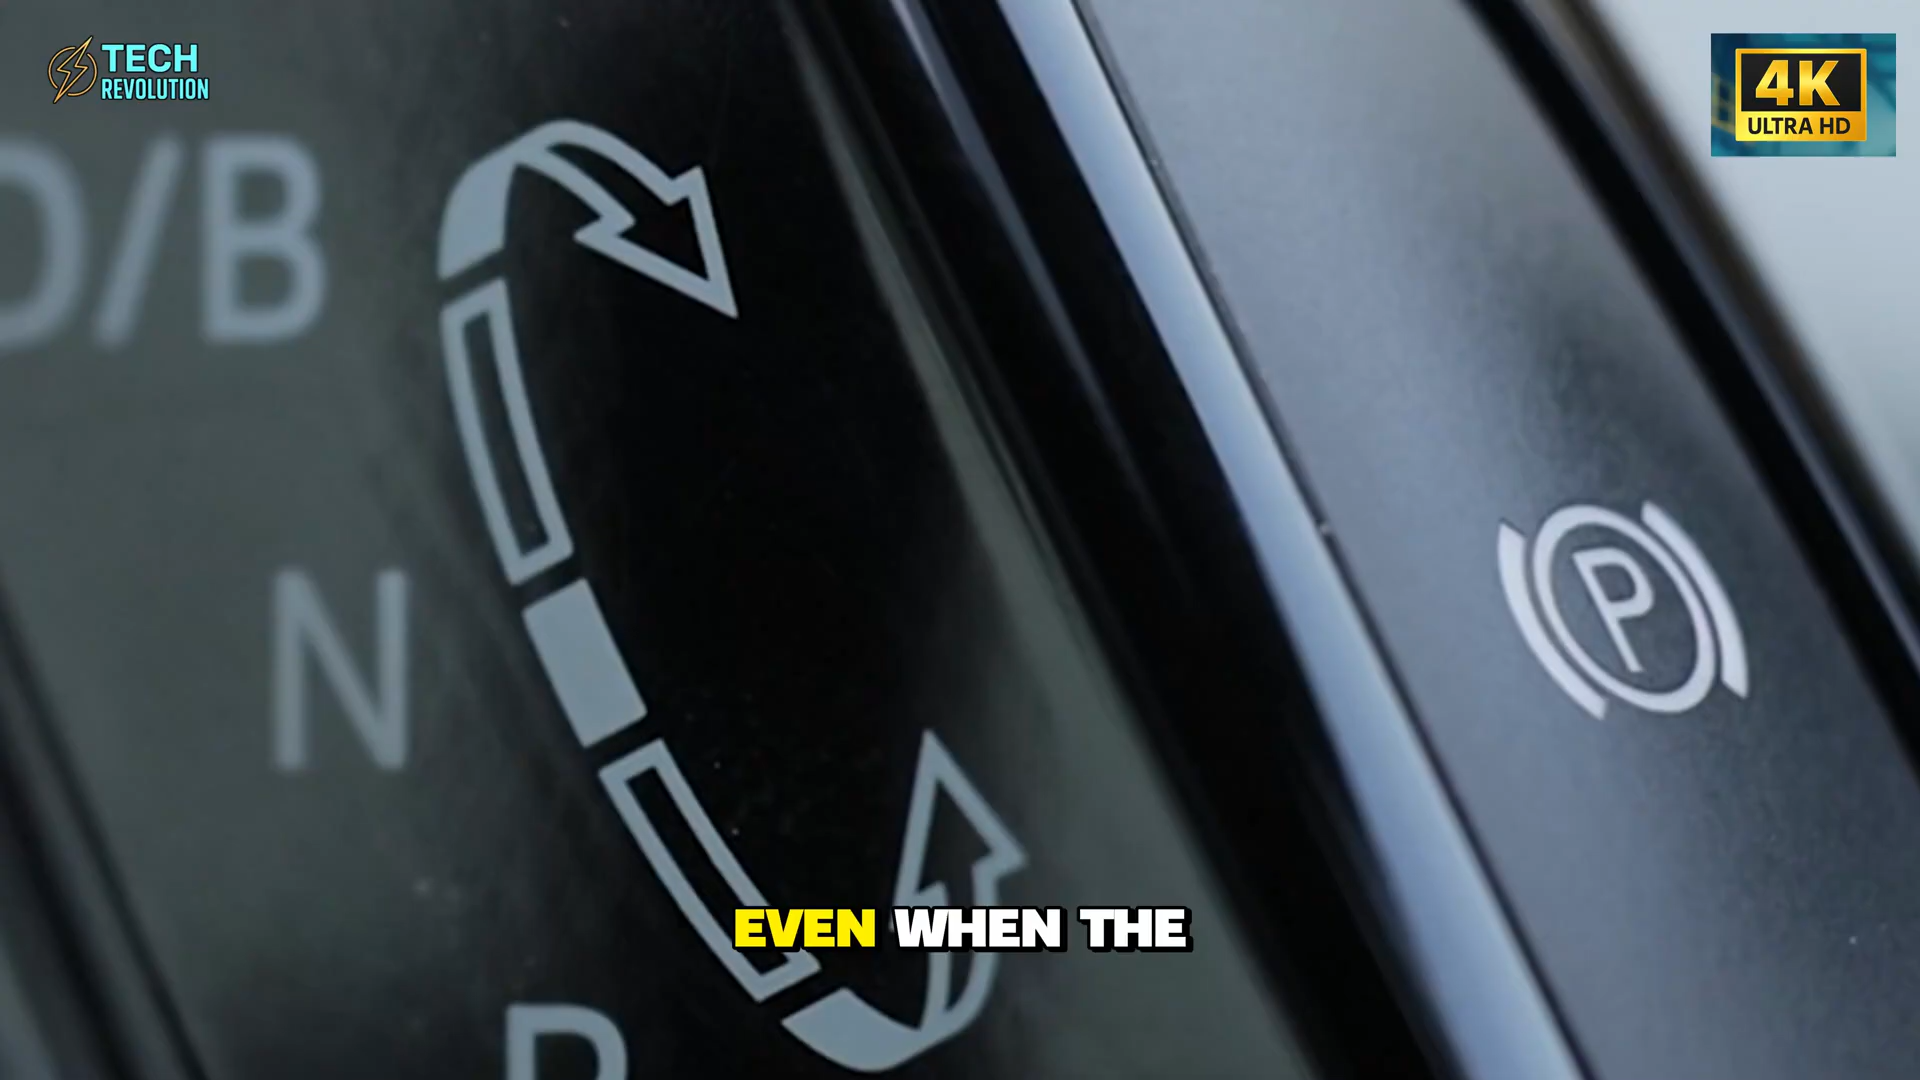 TECH
REVOLUTION
4K
ULTRA HD
D/B
N
P
EVEN WHEN THE